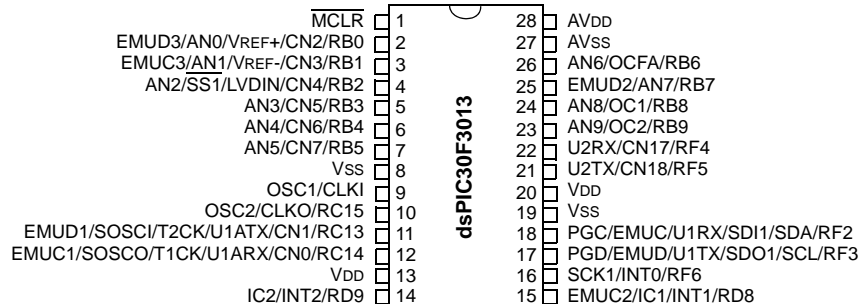 MCLR 1 28 AVDD
EMUD3/AN0/VREF+/CN2/RB0 2 27 AVSS
EMUC3/AN1/VREF-/CN3/RB1 3 26 AN6/OCFA/RB6
AN2/SS1/LVDIN/CN4/RB2 4 25 EMUD2/AN7/RB7
AN3/CN5/RB3 5 24 AN8/OC1/RB8
AN4/CN6/RB4 6 23 AN9/OC2/RB9
AN5/CN7/RB5 7 22 U2RX/CN17/RF4
VSS 8 21 U2TX/CN18/RF5
OSC1/CLKI 9 20 VDD
OSC2/CLKO/RC15 10 19 VSS
EMUD1/SOSCI/T2CK/U1ATX/CN1/RC13 11 18 PGC/EMUC/U1RX/SDI1/SDA/RF2
EMUC1/SOSCO/T1CK/U1ARX/CN0/RC14 12 17 PGD/EMUD/U1TX/SDO1/SCL/RF3
VDD 13 16 SCK1/INT0/RF6
IC2/INT2/RD9 14 15 EMUC2/IC1/INT1/RD8
dsPIC30F3013